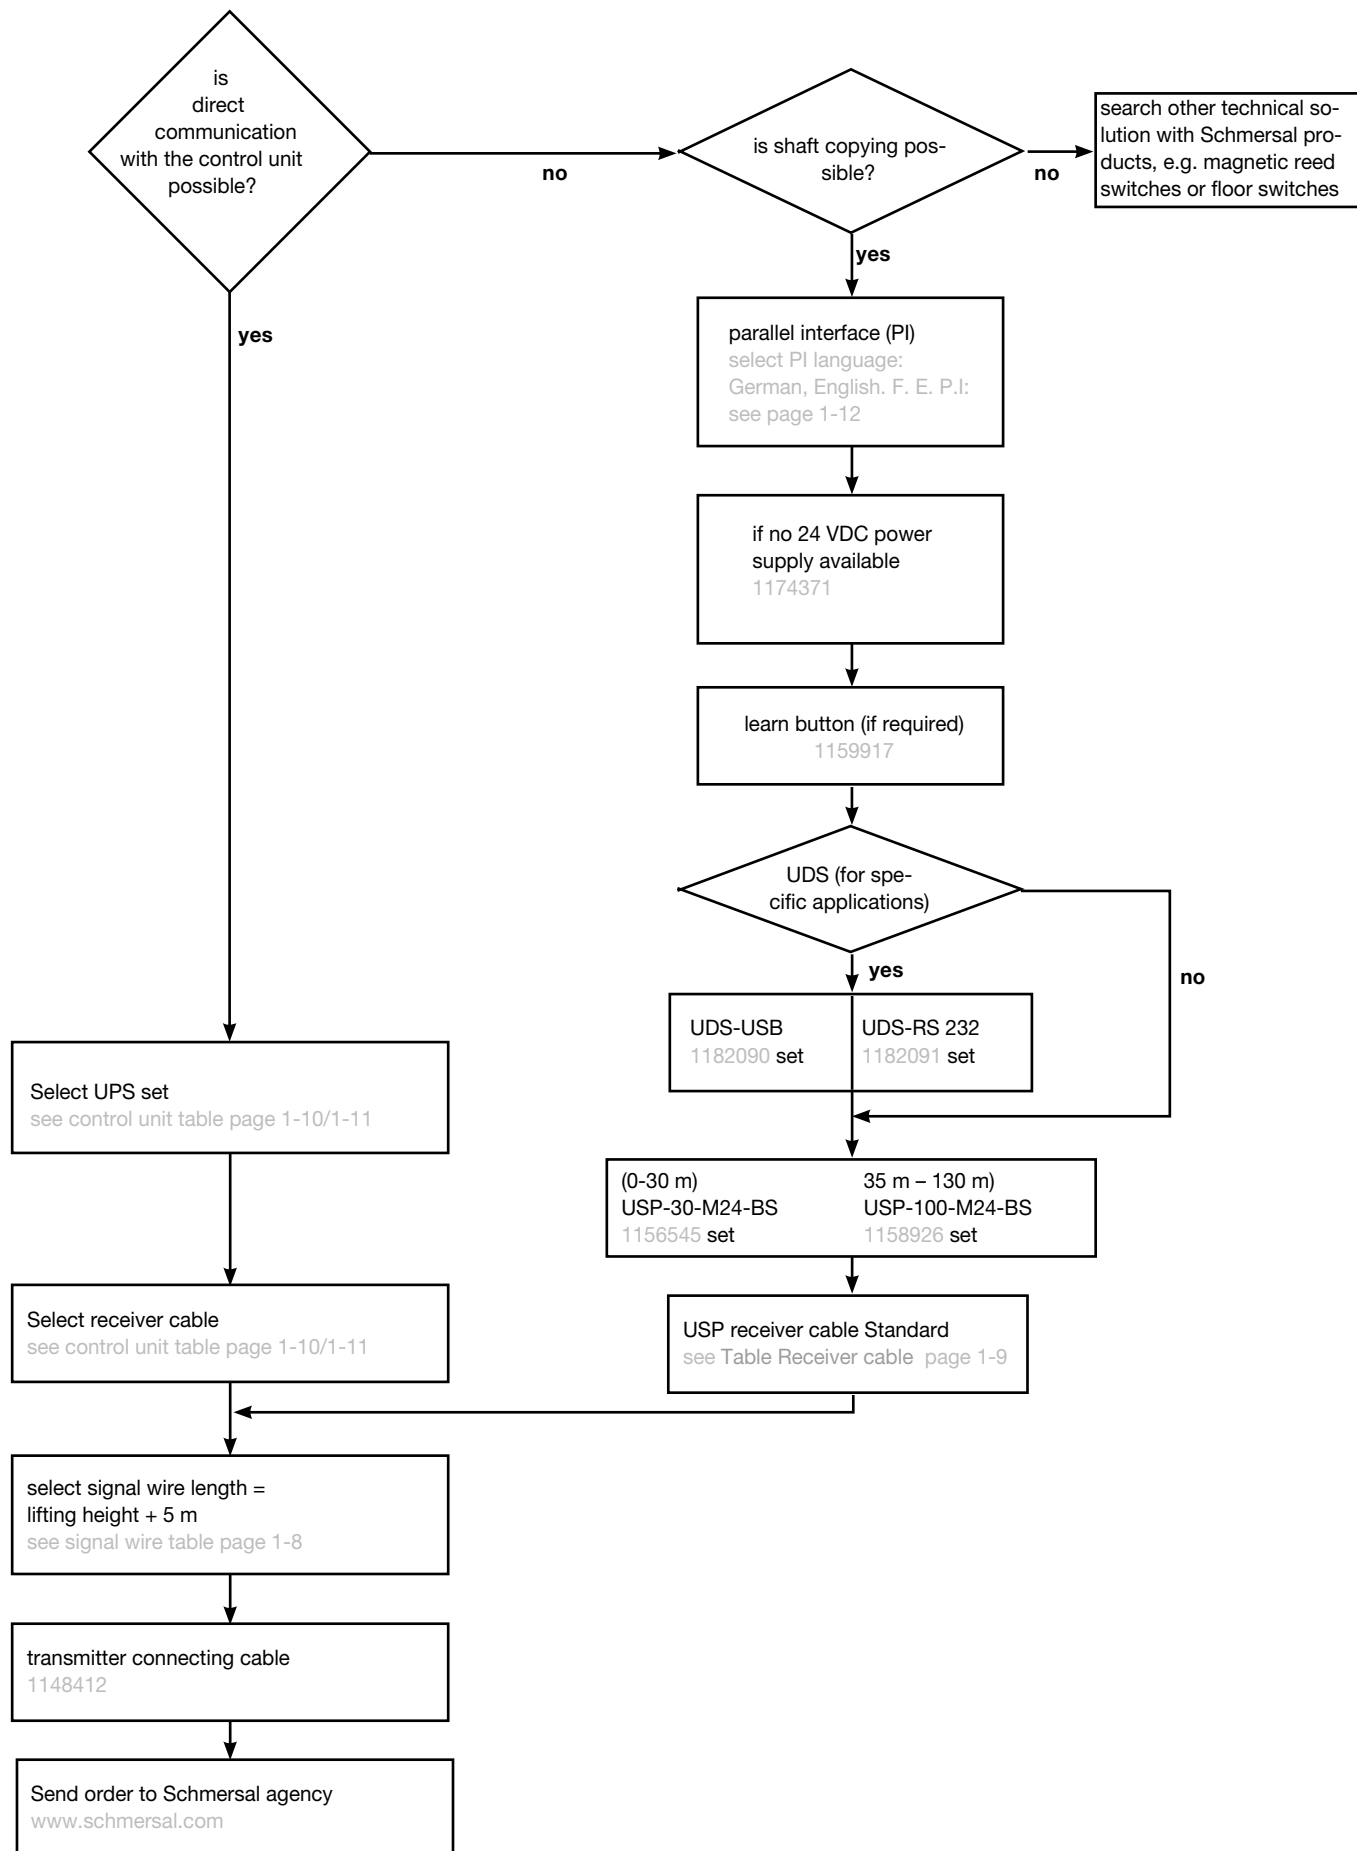 is
direct
communication
with the control unit
possible?
no
is shaft copying pos-
sible?
no
search other technical so-
lution with Schmersal pro-
ducts, e.g. magnetic reed
switches or floor switches
yes
yes
parallel interface (PI)
select PI language:
German, English. F. E. P.I:
see page 1-12
if no 24 VDC power
supply available
1174371
learn button (if required)
1159917
UDS (for spe-
cific applications)
yes
no
UDS-USB
1182090 set
UDS-RS 232
1182091 set
Select UPS set
see control unit table page 1-10/1-11
(0-30 m)
USP-30-M24-BS
1156545 set
35 m – 130 m)
USP-100-M24-BS
1158926 set
Select receiver cable
see control unit table page 1-10/1-11
USP receiver cable Standard
see Table Receiver cable page 1-9
select signal wire length =
lifting height + 5 m
see signal wire table page 1-8
transmitter connecting cable
1148412
Send order to Schmersal agency
www.schmersal.com